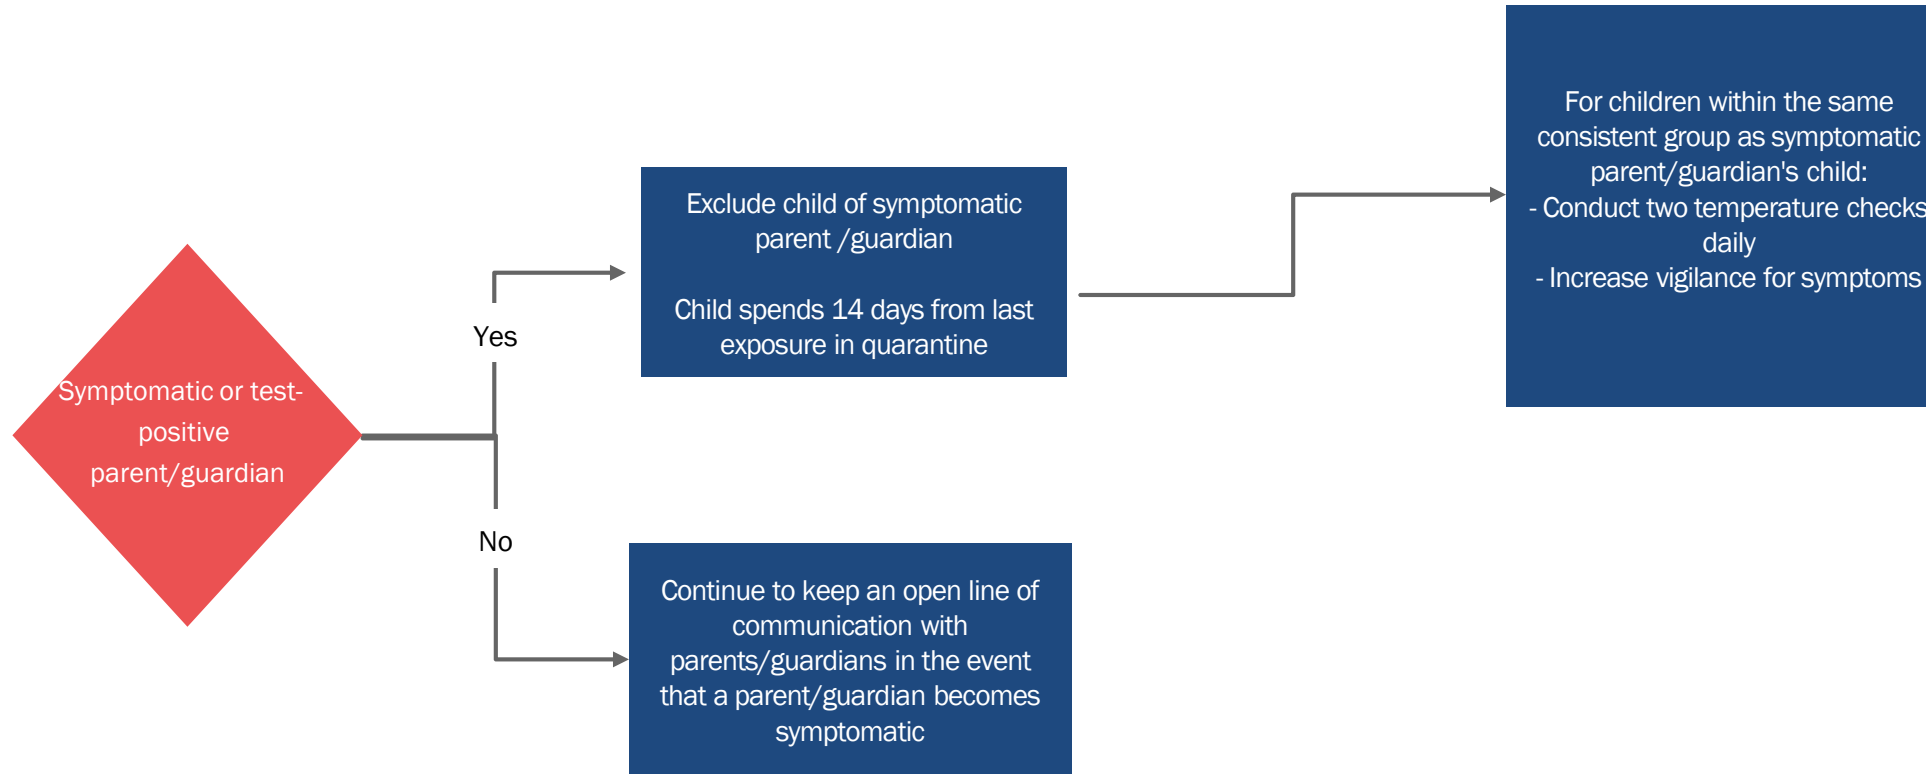 Symptomatic or test-
positive
parent/guardian
Yes
No
Exclude child of symptomatic
parent /guardian
Child spends 14 days from last
exposure in quarantine
Continue to keep an open line of
communication with
parents/guardians in the event
that a parent/guardian becomes
symptomatic
For children within the same
consistent group as symptomatic
parent/guardian's child:
- Conduct two temperature checks
daily
- Increase vigilance for symptoms